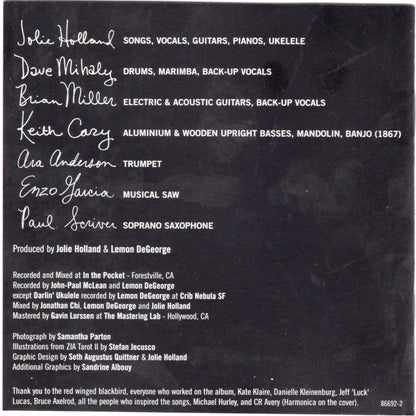 Jolie Holland SONGS, VOCALS, GUITARS, PIANOS, UKELELE
Dave Mihaly DRUMS, MARIMBA, BACK-UP VOCALS
Brian Miller ELECTRIC & ACOUSTIC GUITARS, BACK-UP VOCALS
Keith Cary ALUMINIUM & WOODEN UPRIGHT BASSES, MANDOLIN, BANJO (1867)
Ara Anderson TRUMPET
Enzo Garcia MUSICAL SAW
Paul Scriver SOPRANO SAXOPHONE
Produced by Jolie Holland & Lemon DeGeorge
Recorded and Mixed at In the Pocket - Forestville, CA
Recorded by John-Paul McLean and Lemon DeGeorge
except Darlin' Ukulele recorded by Lemon DeGeorge at Crib Nebula SF
Mixed by Jonathan Chi, Lemon DeGeorge and Jolie Holland
Mastered by Gavin Lurssen at The Mastering Lab - Hollywood, CA
Photograph by Samantha Parton
Illustrations from ZIA Tarot II by Stefan Jecusco
Graphic Design by Seth Augustus Quittner & Jolie Holland
Additional Graphics by Sandrine Albouy
Thank you to the red winged blackbird, everyone who worked on the album, Kate Klaire, Danielle Kleinenburg, Jeff 'Luck'
Lucas, Bruce Axelrod, all the people who inspired the songs, Michael Hurley, and CR Avery (Harmonica on the cover). 86692-2